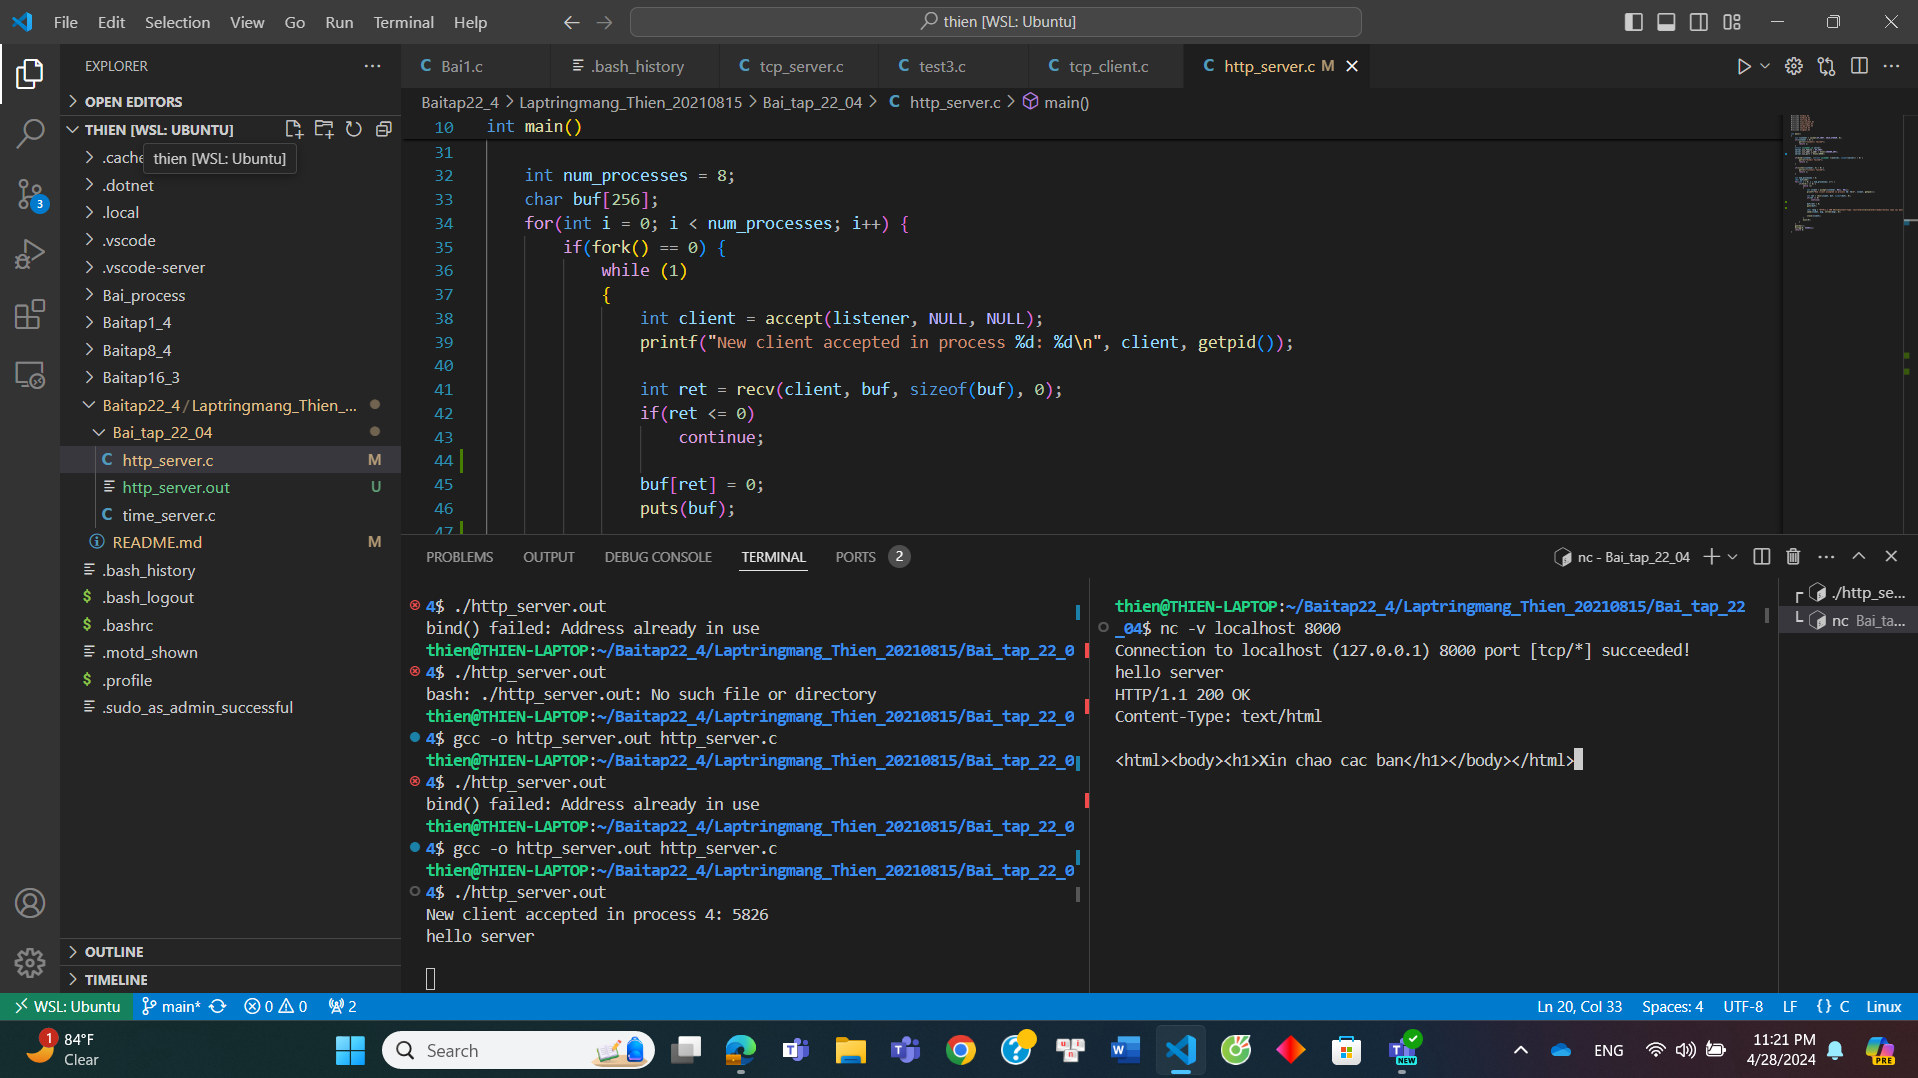 File Edit Selection View Go Run Terminal Help
thien [WSL: Ubuntu]
EXPLORER
OPEN EDITORS
THIEN [WSL: UBUNTU]
.cache
thien [WSL: Ubuntu]
.dotnet
.local
.vscode
.vscode-server
Bai_process
Baitap1_4
Baitap8_4
Baitap16_3
Baitap22_4/Laptringmang_Thien_...
Bai_tap_22_04
http_server.c M
http_server.out U
time_server.c
README.md M
.bash_history
.bash_logout
.bashrc
.motd_shown
.profile
.sudo_as_admin_successful
OUTLINE
TIMELINE
3
Bai1.c .bash_history tcp_server.c test3.c tcp_client.c http_server.c M
Baitap22_4 > Laptringmang_Thien_20210815 > Bai_tap_22_04 > C http_server.c > main()
10 int main()
31
32 int num_processes = 8;
33 char buf[256];
34 for(int i = 0; i < num_processes; i++) {
35 if(fork() == 0) {
36 while (1)
37 {
38 int client = accept(listener, NULL, NULL);
39 printf("New client accepted in process %d: %d\n", client, getpid());
40
41 int ret = recv(client, buf, sizeof(buf), 0);
42 if(ret <= 0)
43 continue;
44
45 buf[ret] = 0;
46 puts(buf);
47
PROBLEMS OUTPUT DEBUG CONSOLE TERMINAL PORTS 2
nc - Bai_tap_22_04
4$ ./http_server.out
bind() failed: Address already in use
thien@THIEN-LAPTOP:~/Baitap22_4/Laptringmang_Thien_20210815/Bai_tap_22_0
4$ ./http_server.out
bash: ./http_server.out: No such file or directory
thien@THIEN-LAPTOP:~/Baitap22_4/Laptringmang_Thien_20210815/Bai_tap_22_0
4$ gcc -o http_server.out http_server.c
thien@THIEN-LAPTOP:~/Baitap22_4/Laptringmang_Thien_20210815/Bai_tap_22_0
4$ ./http_server.out
bind() failed: Address already in use
thien@THIEN-LAPTOP:~/Baitap22_4/Laptringmang_Thien_20210815/Bai_tap_22_0
4$ gcc -o http_server.out http_server.c
thien@THIEN-LAPTOP:~/Baitap22_4/Laptringmang_Thien_20210815/Bai_tap_22_0
4$ ./http_server.out
New client accepted in process 4: 5826
hello server
thien@THIEN-LAPTOP:~/Baitap22_4/Laptringmang_Thien_20210815/Bai_tap_22
_04$ nc -v localhost 8000
Connection to localhost (127.0.0.1) 8000 port [tcp/*] succeeded!
hello server
HTTP/1.1 200 OK
Content-Type: text/html

<html><body><h1>Xin chao cac ban</h1></body></html>
./http_se...
nc Bai_ta...
WSL: Ubuntu main* 0 0 2
Ln 20, Col 33 Spaces: 4 UTF-8 LF {} C Linux
1
84°F
Clear
Search
NEW
ENG
11:21 PM
4/28/2024
PRE